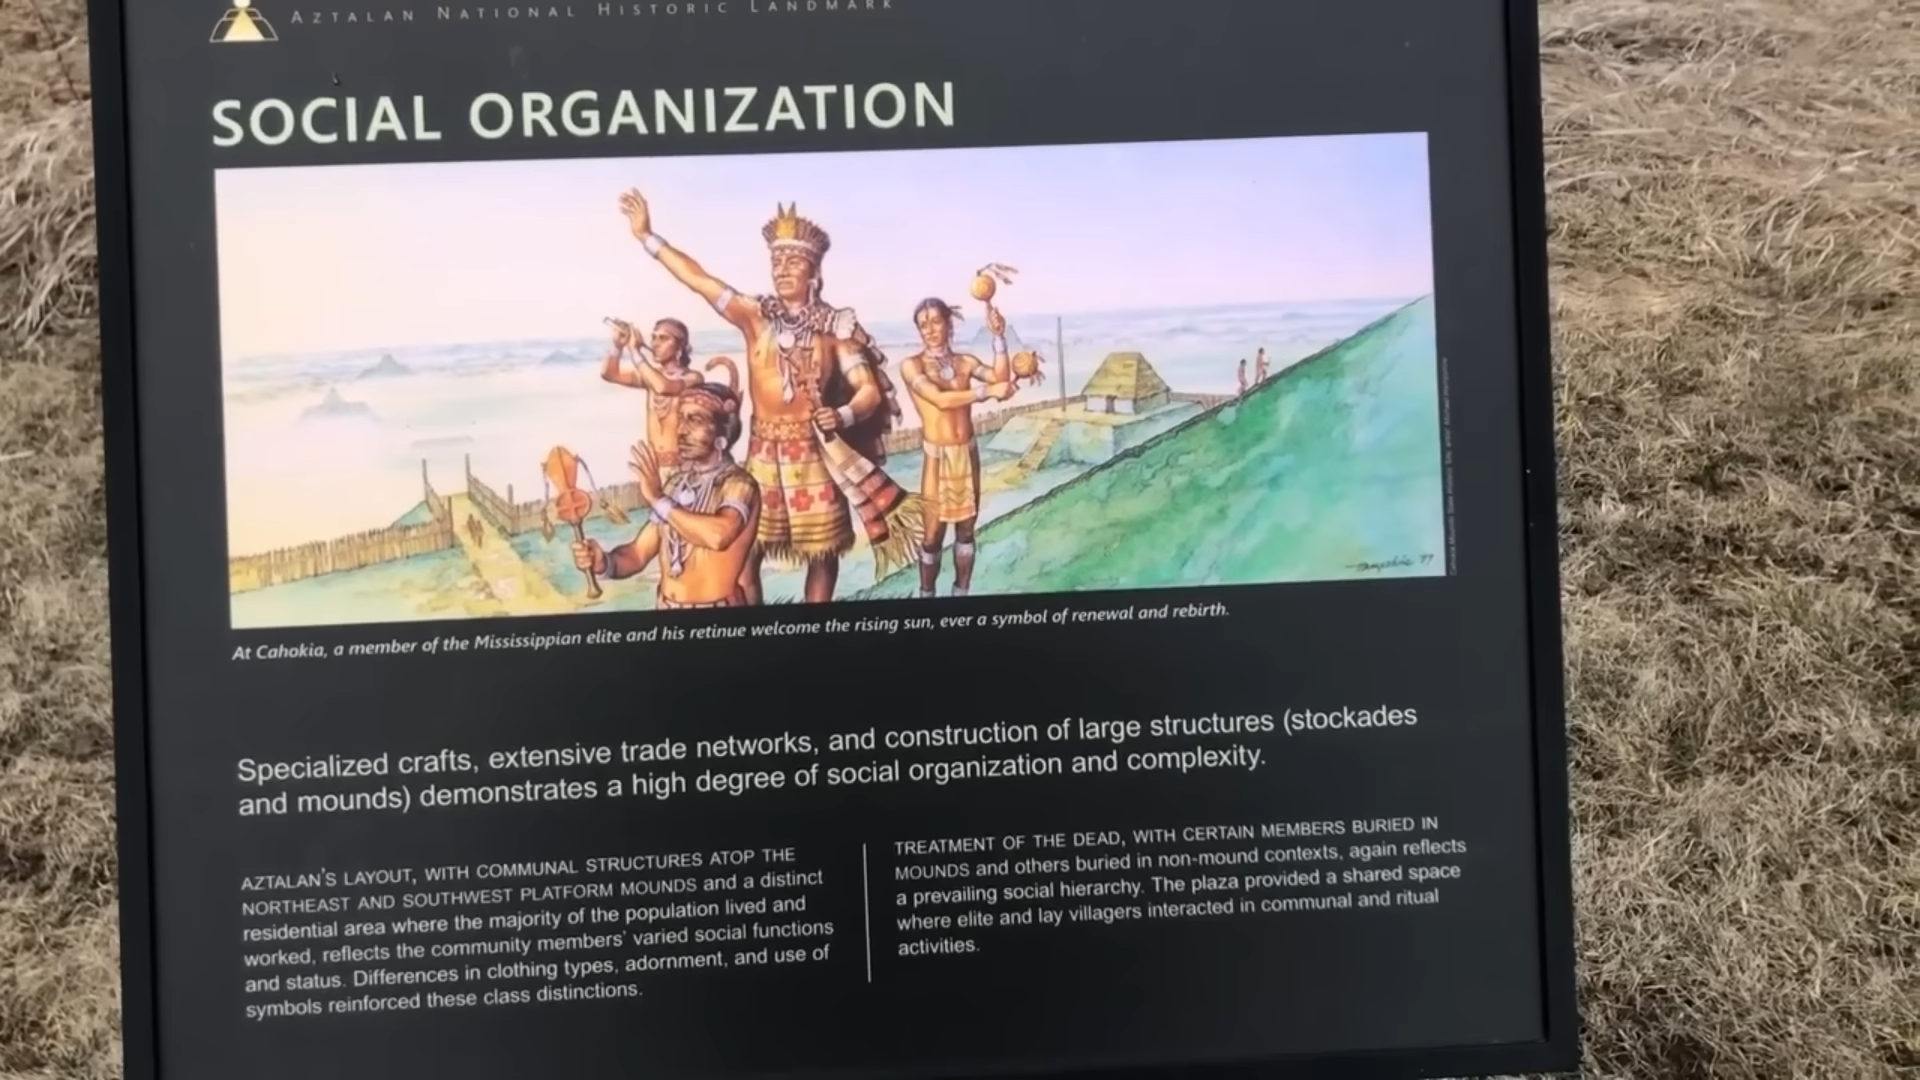 AZTALAN NATIONAL HISTORIC LANDMARK
SOCIAL ORGANIZATION
At Cahokia, a member of the Mississippian elite and his retinue welcome the rising sun, ever a symbol of renewal and rebirth.
Specialized crafts, extensive trade networks, and construction of large structures (stockades
and mounds) demonstrates a high degree of social organization and complexity.
AZTALAN'S LAYOUT, WITH COMMUNAL STRUCTURES ATOP THE
NORTHEAST AND SOUTHWEST PLATFORM MOUNDS and a distinct
residential area where the majority of the population lived and
worked, reflects the community members' varied social functions
and status. Differences in clothing types, adornment, and use of
symbols reinforced these class distinctions.
TREATMENT OF THE DEAD, WITH CERTAIN MEMBERS BURIED IN
MOUNDS and others buried in non-mound contexts, again reflects
a prevailing social hierarchy. The plaza provided a shared space
where elite and lay villagers interacted in communal and ritual
activities.